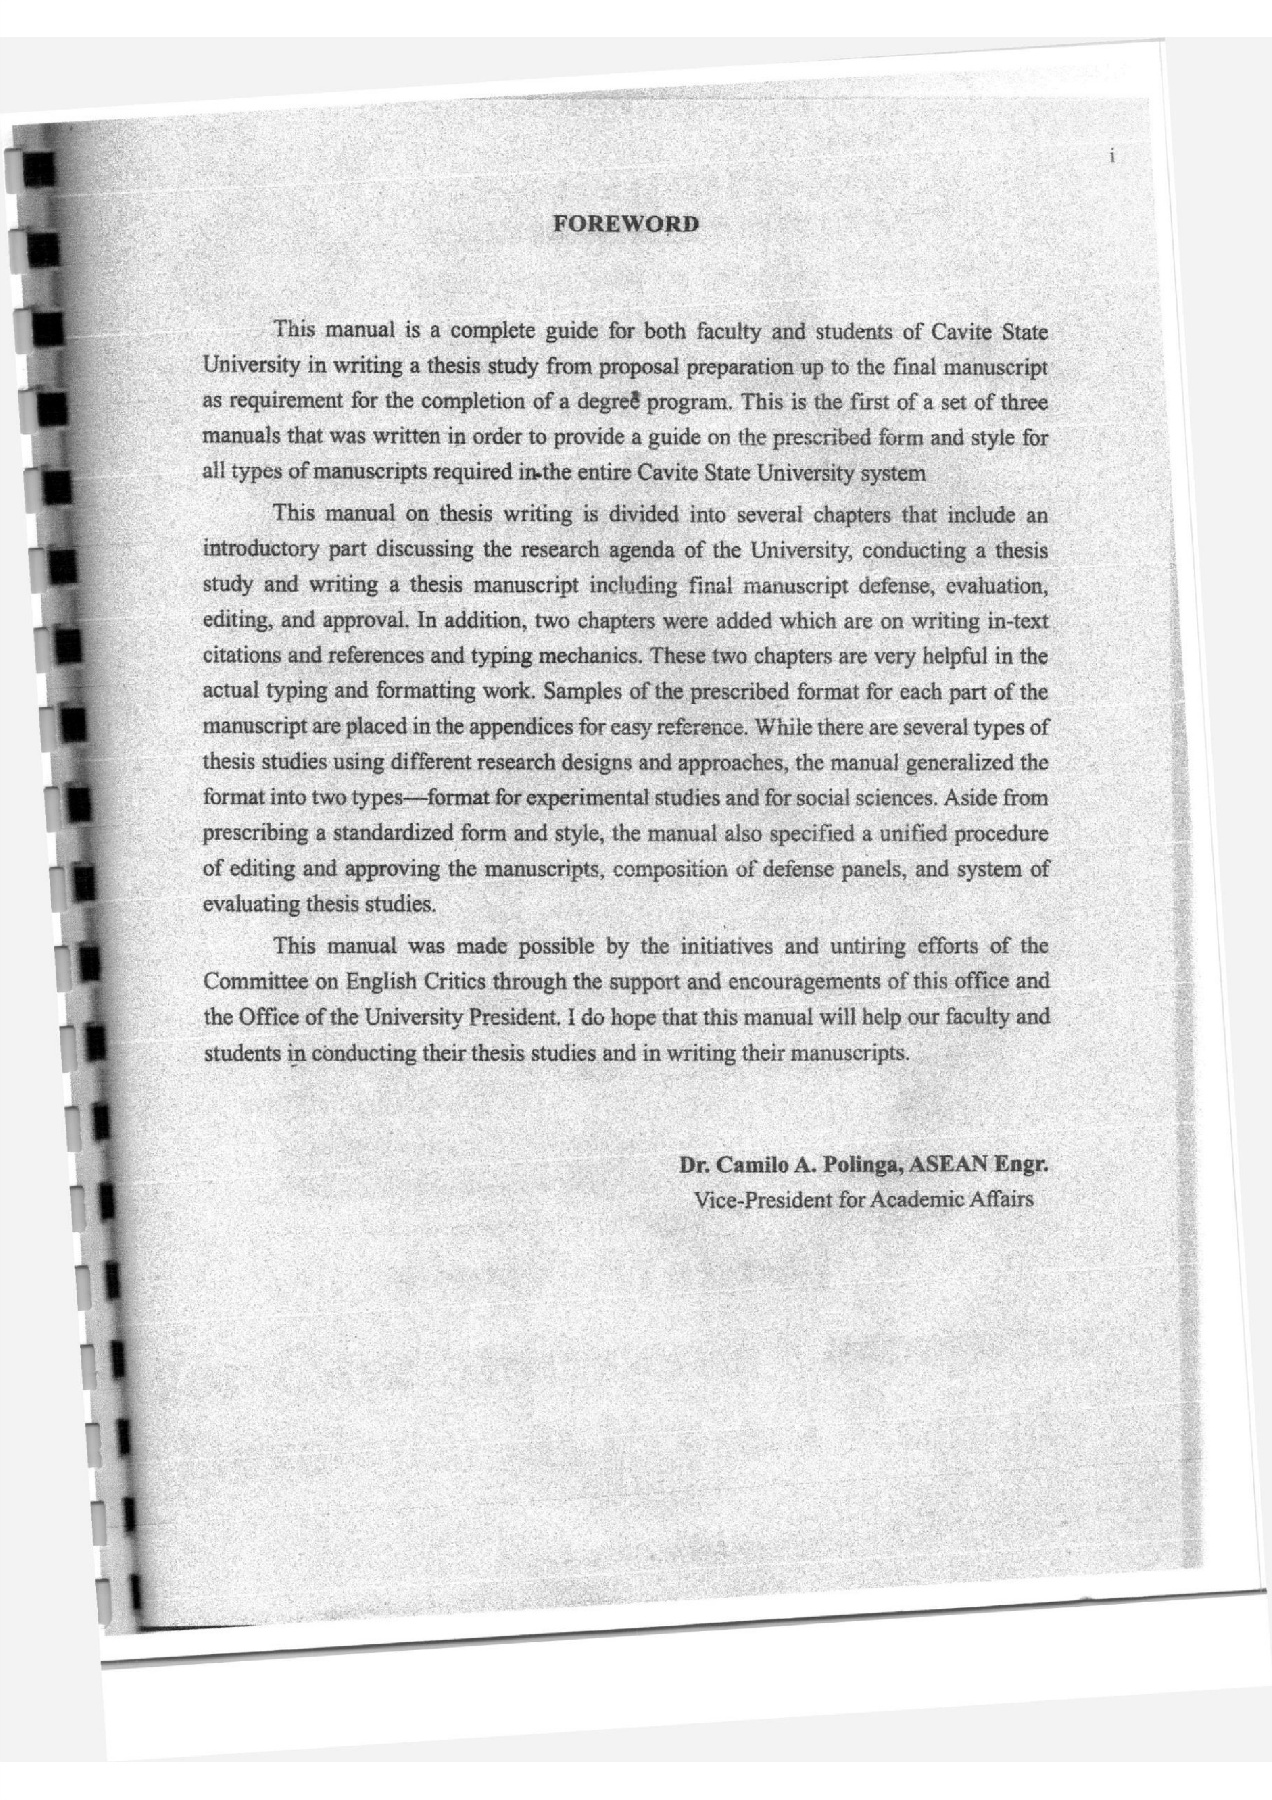 i
FOREWORD
This manual is a complete guide for both faculty and students of Cavite State
University in writing a thesis study from proposal preparation up to the final manuscript
as requirement for the completion of a degree program. This is the first of a set of three
manuals that was written in order to provide a guide on the prescribed form and style for
all types of manuscripts required in the entire Cavite State University system
This manual on thesis writing is divided into several chapters that include an
introductory part discussing the research agenda of the University, conducting a thesis
study and writing a thesis manuscript including final manuscript defense, evaluation,
editing, and approval. In addition, two chapters were added which are on writing in-text
citations and references and typing mechanics. These two chapters are very helpful in the
actual typing and formatting work. Samples of the prescribed format for each part of the
manuscript are placed in the appendices for easy reference. While there are several types of
thesis studies using different research designs and approaches, the manual generalized the
format into two types—format for experimental studies and for social sciences. Aside from
prescribing a standardized form and style, the manual also specified a unified procedure
of editing and approving the manuscripts, composition of defense panels, and system of
evaluating thesis studies.
This manual was made possible by the initiatives and untiring efforts of the
Committee on English Critics through the support and encouragements of this office and
the Office of the University President. I do hope that this manual will help our faculty and
students in conducting their thesis studies and in writing their manuscripts.
Dr. Camilo A. Polinga, ASEAN Engr.
Vice-President for Academic Affairs